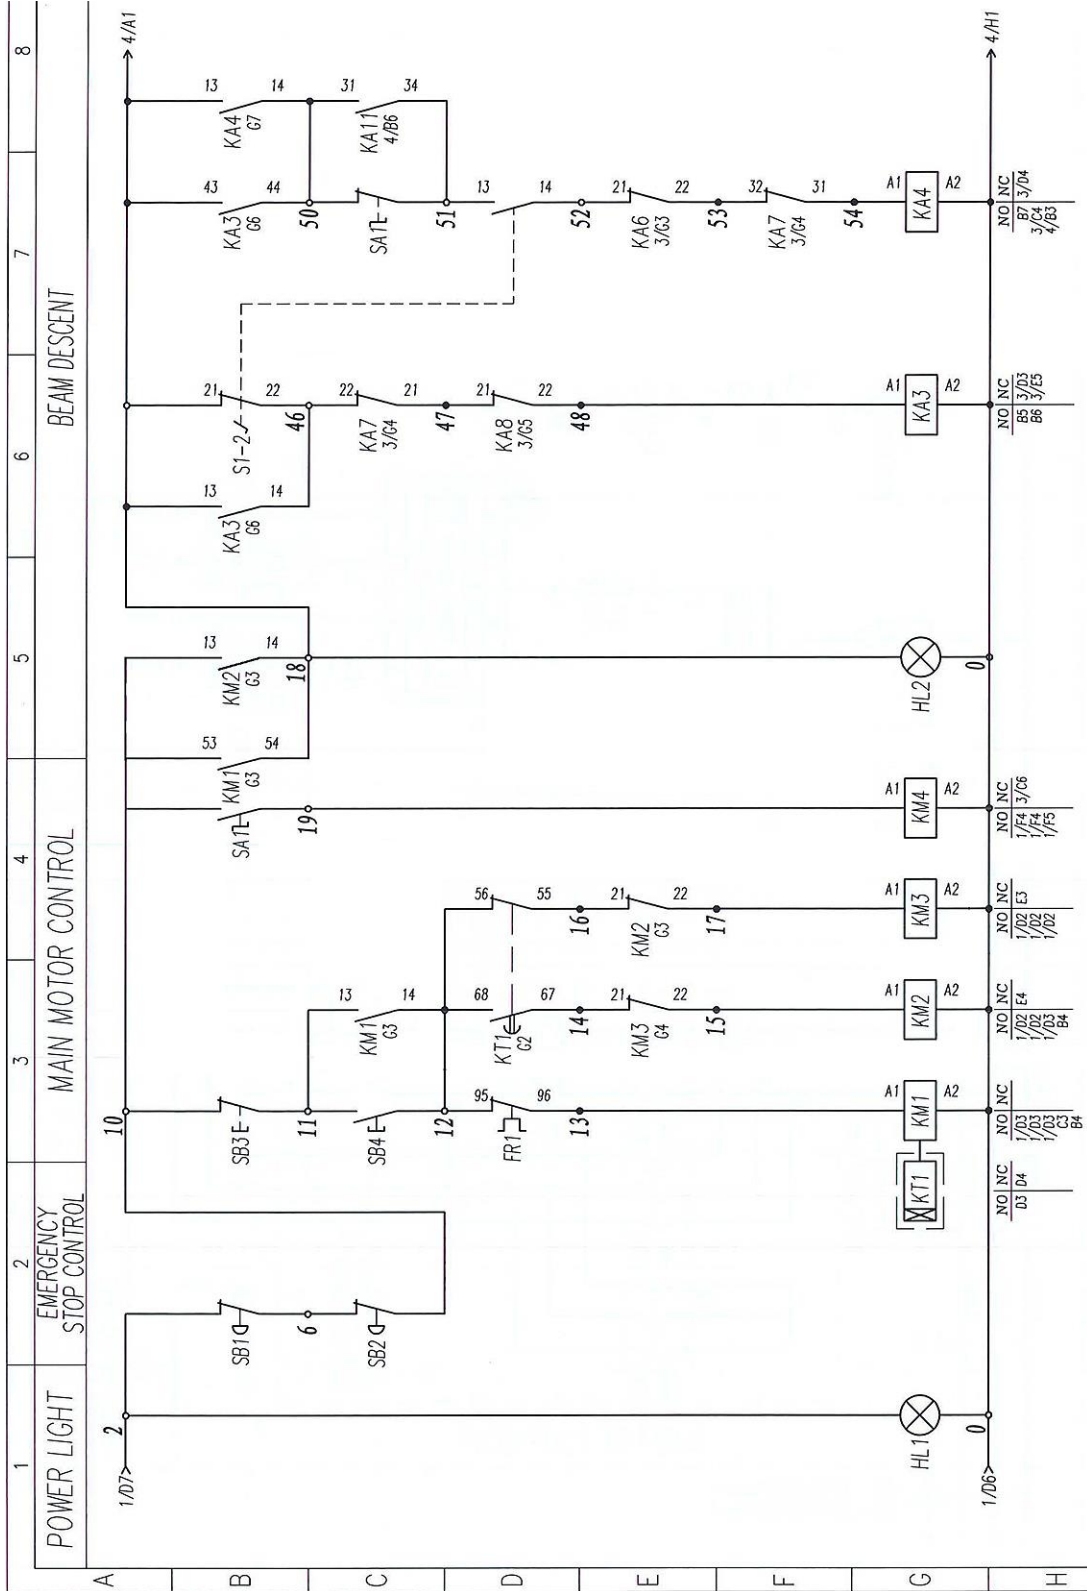 1 2 3 4 5 6 7 8
POWER LIGHT
EMERGENCY
STOP CONTROL
MAIN MOTOR CONTROL
BEAM DESCENT
A
B
C
D
E
F
G
H
1/D7>
2
10
4/A1
SB1
6
SB2
SB3
11
SB4
12
95
FR1
96
13
13
KM1
G3
14
68
KT1
G2
67
14
21
KM3
G4
22
15
56
55
16
21
KM2
G3
22
17
SA1
19
53
KM1
G3
54
13
KM2
G3
14
18
13
KA3
G6
14
21
S1-2
22
46
22
KA7
3/G4
21
47
21
KA8
3/G5
22
48
43
KA3
G6
44
50
SA1
51
13
14
52
21
KA6
3/G3
22
53
32
KA7
3/G4
31
54
13
KA4
G7
14
31
KA11
4/B6
34
HL1
0
KT1
A1
KM1
A2
A1
KM2
A2
A1
KM3
A2
A1
KM4
A2
HL2
0
A1
KA3
A2
A1
KA4
A2
1/D6>
4/H1
NO NC
D3 D4
NO NC
1/D3
1/D3
1/D3
C3
B4
NO NC
1/D2 E4
1/D2
1/D3
B4
NO NC
1/D2 E3
1/D2
1/D2
NO NC
1/F4 3/C6
1/F4
1/F5
NO NC
B5 3/D3
B6 3/E5
NO NC
B7 3/D4
3/C4
4/B3